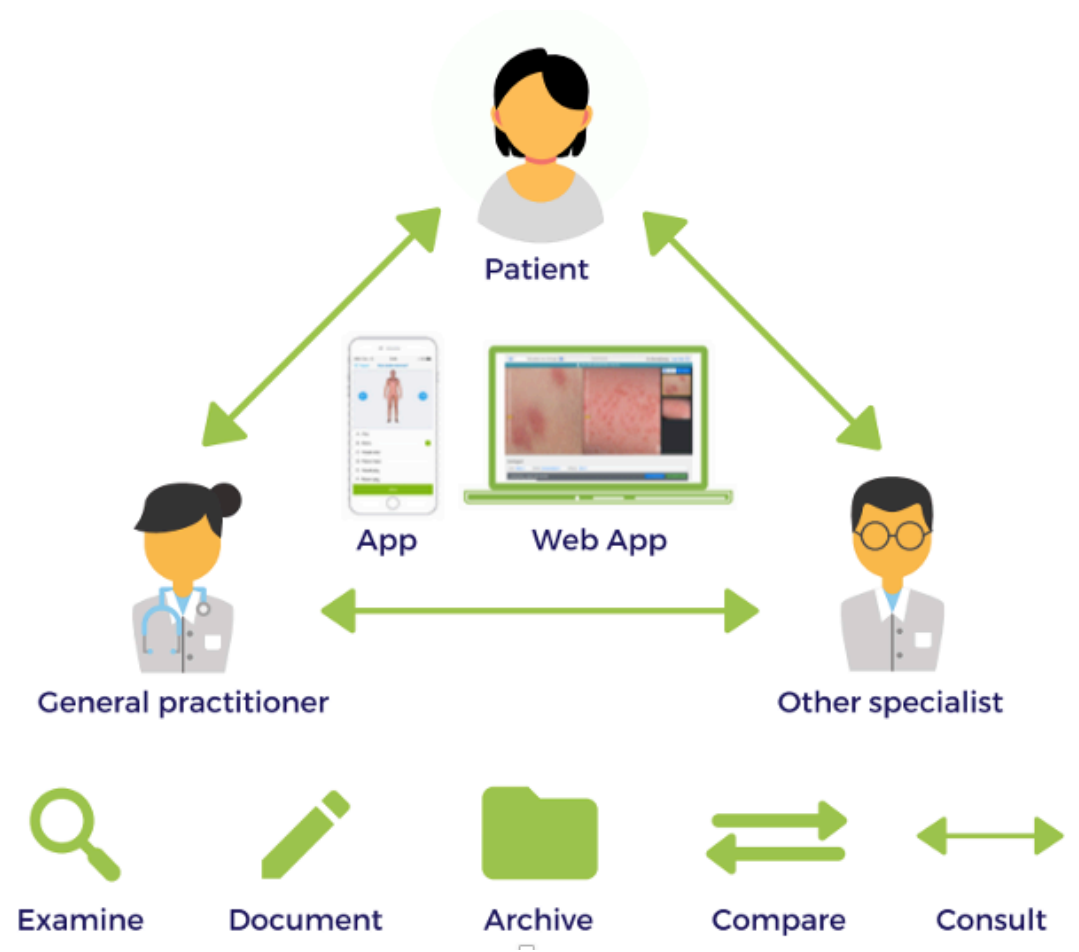 Patient
App
Web App
General practitioner
Other specialist
Examine
Document
Archive
Compare
Consult